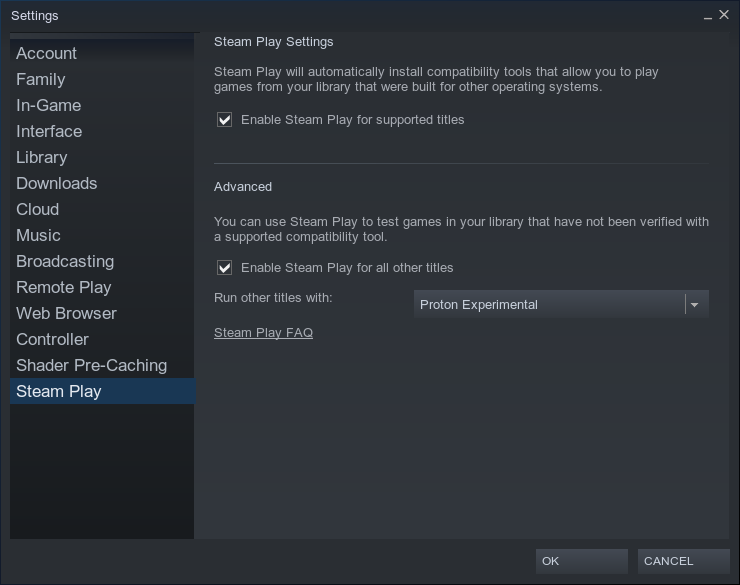 Settings
Account
Family
In-Game
Interface
Library
Downloads
Cloud
Music
Broadcasting
Remote Play
Web Browser
Controller
Shader Pre-Caching
Steam Play
Steam Play Settings
Steam Play will automatically install compatibility tools that allow you to play
games from your library that were built for other operating systems.
Enable Steam Play for supported titles
Advanced
You can use Steam Play to test games in your library that have not been verified with
a supported compatibility tool.
Enable Steam Play for all other titles
Run other titles with:
Proton Experimental
Steam Play FAQ
OK
CANCEL